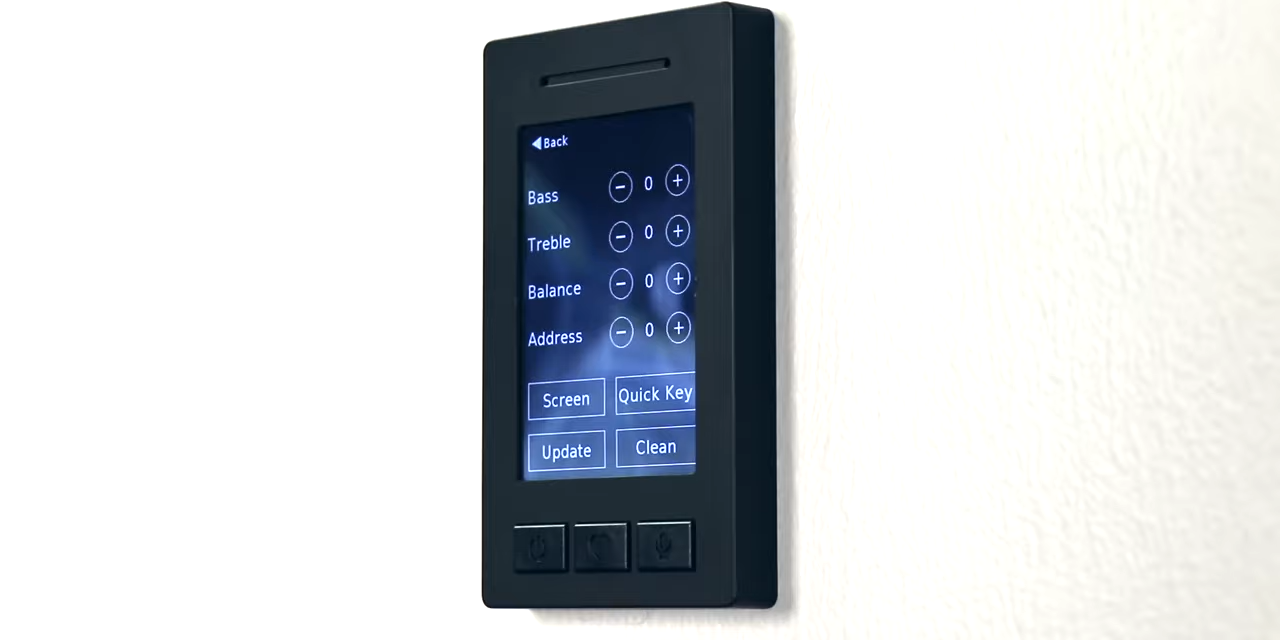 Back
Bass − 0 +
Treble − 0 +
Balance − 0 +
Address − 0 +
Screen Quick Key
Update Clean